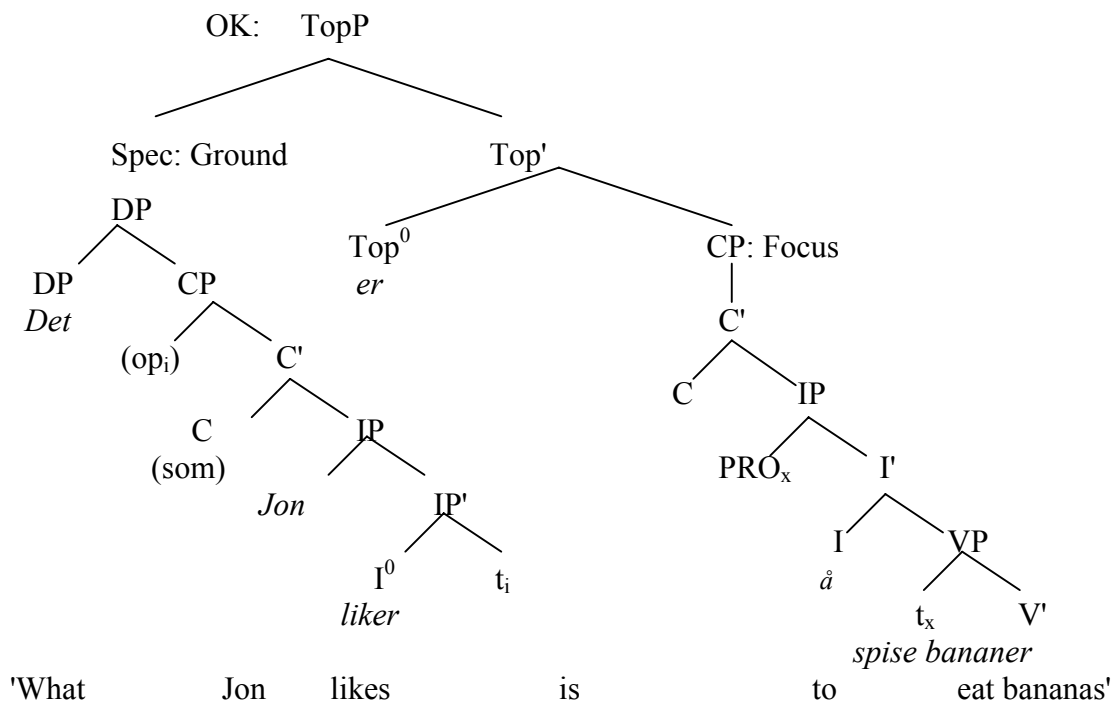 OK: TopP
Spec: Ground Top'
DP Top⁰ CP: Focus
DP CP er
Det C'
(opᵢ) C' C IP
C IP PROₓ I'
(som)
Jon IP' I VP
å
I⁰ tᵢ tₓ V'
liker spise bananer
'What Jon likes is to eat bananas'